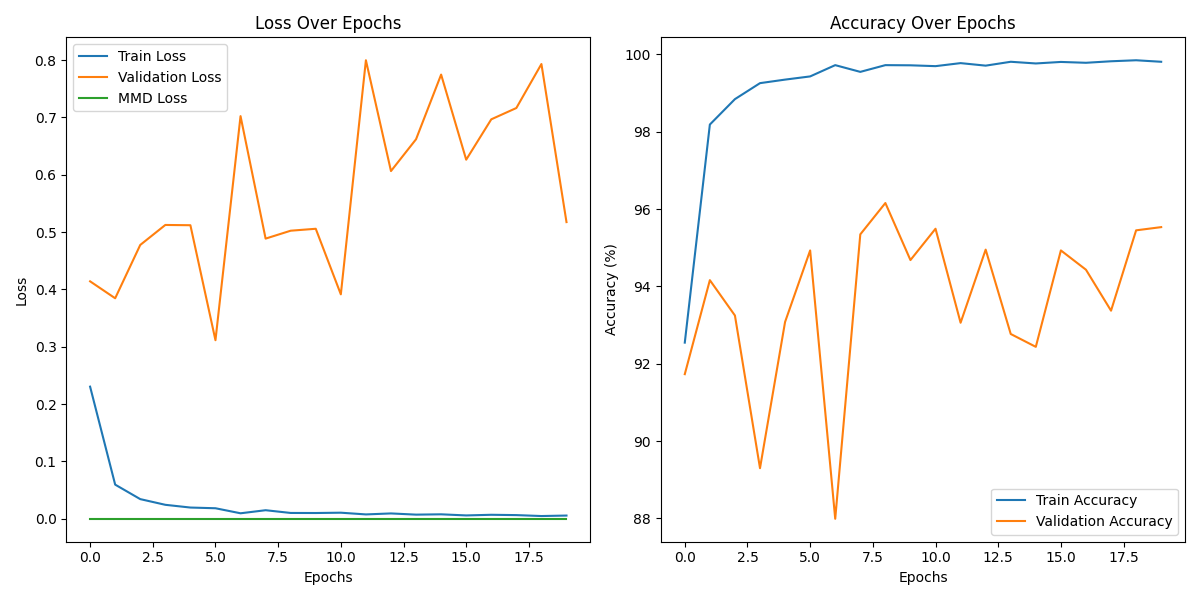 Loss Over Epochs
Train Loss
Validation Loss
MMD Loss
0.8
0.7
0.6
0.5
0.4
0.3
0.2
0.1
0.0
Loss
0.0 2.5 5.0 7.5 10.0 12.5 15.0 17.5
Epochs
Accuracy Over Epochs
100
98
96
94
92
90
88
Accuracy (%)
Train Accuracy
Validation Accuracy
0.0 2.5 5.0 7.5 10.0 12.5 15.0 17.5
Epochs